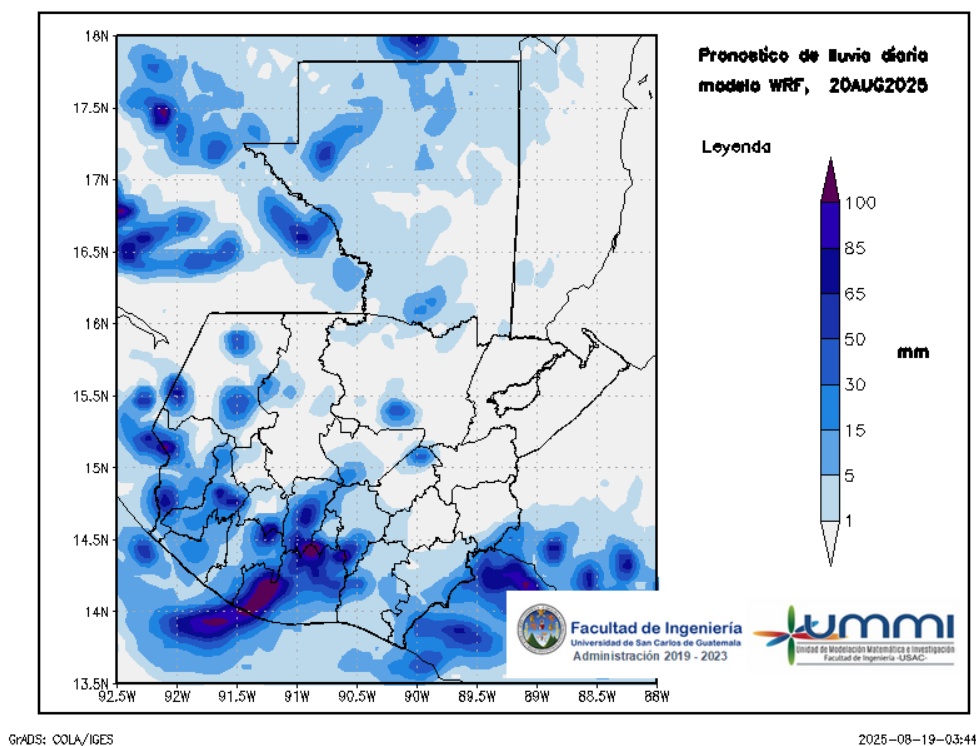 Pronostico de lluvia diaria
modelo WRF, 20AUG2025
Leyenda
100
85
65
50
30
15
5
1
mm
18N
17.5N
17N
16.5N
16N
15.5N
15N
14.5N
14N
13.5N
92.5W 92W 91.5W 91W 90.5W 90W 89.5W 89W 88.5W 88W
Facultad de Ingeniería
Universidad de San Carlos de Guatemala
Administración 2019 - 2023
ummi
Unidad de Modelación Matemática e Investigación
Facultad de Ingeniería -USAC-
GrADS: COLA/IGES
2025-08-19-03:44